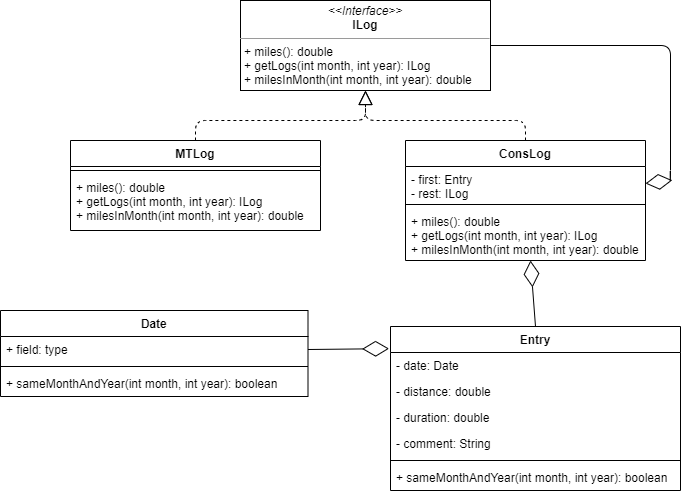 <<Interface>>
ILog
+ miles(): double
+ getLogs(int month, int year): ILog
+ milesInMonth(int month, int year): double
MTLog
+ miles(): double
+ getLogs(int month, int year): ILog
+ milesInMonth(int month, int year): double
ConsLog
- first: Entry
- rest: ILog
+ miles(): double
+ getLogs(int month, int year): ILog
+ milesInMonth(int month, int year): double
Date
+ field: type
+ sameMonthAndYear(int month, int year): boolean
Entry
- date: Date
- distance: double
- duration: double
- comment: String
+ sameMonthAndYear(int month, int year): boolean